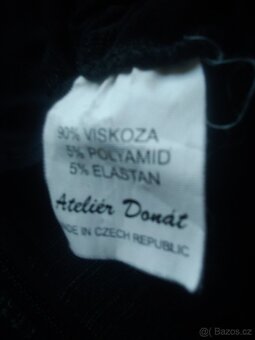 90% VISKOZA
5% POLYAMID
5% ELASTAN
Ateliér Donát
MADE IN CZECH REPUBLIC
Bazos.cz